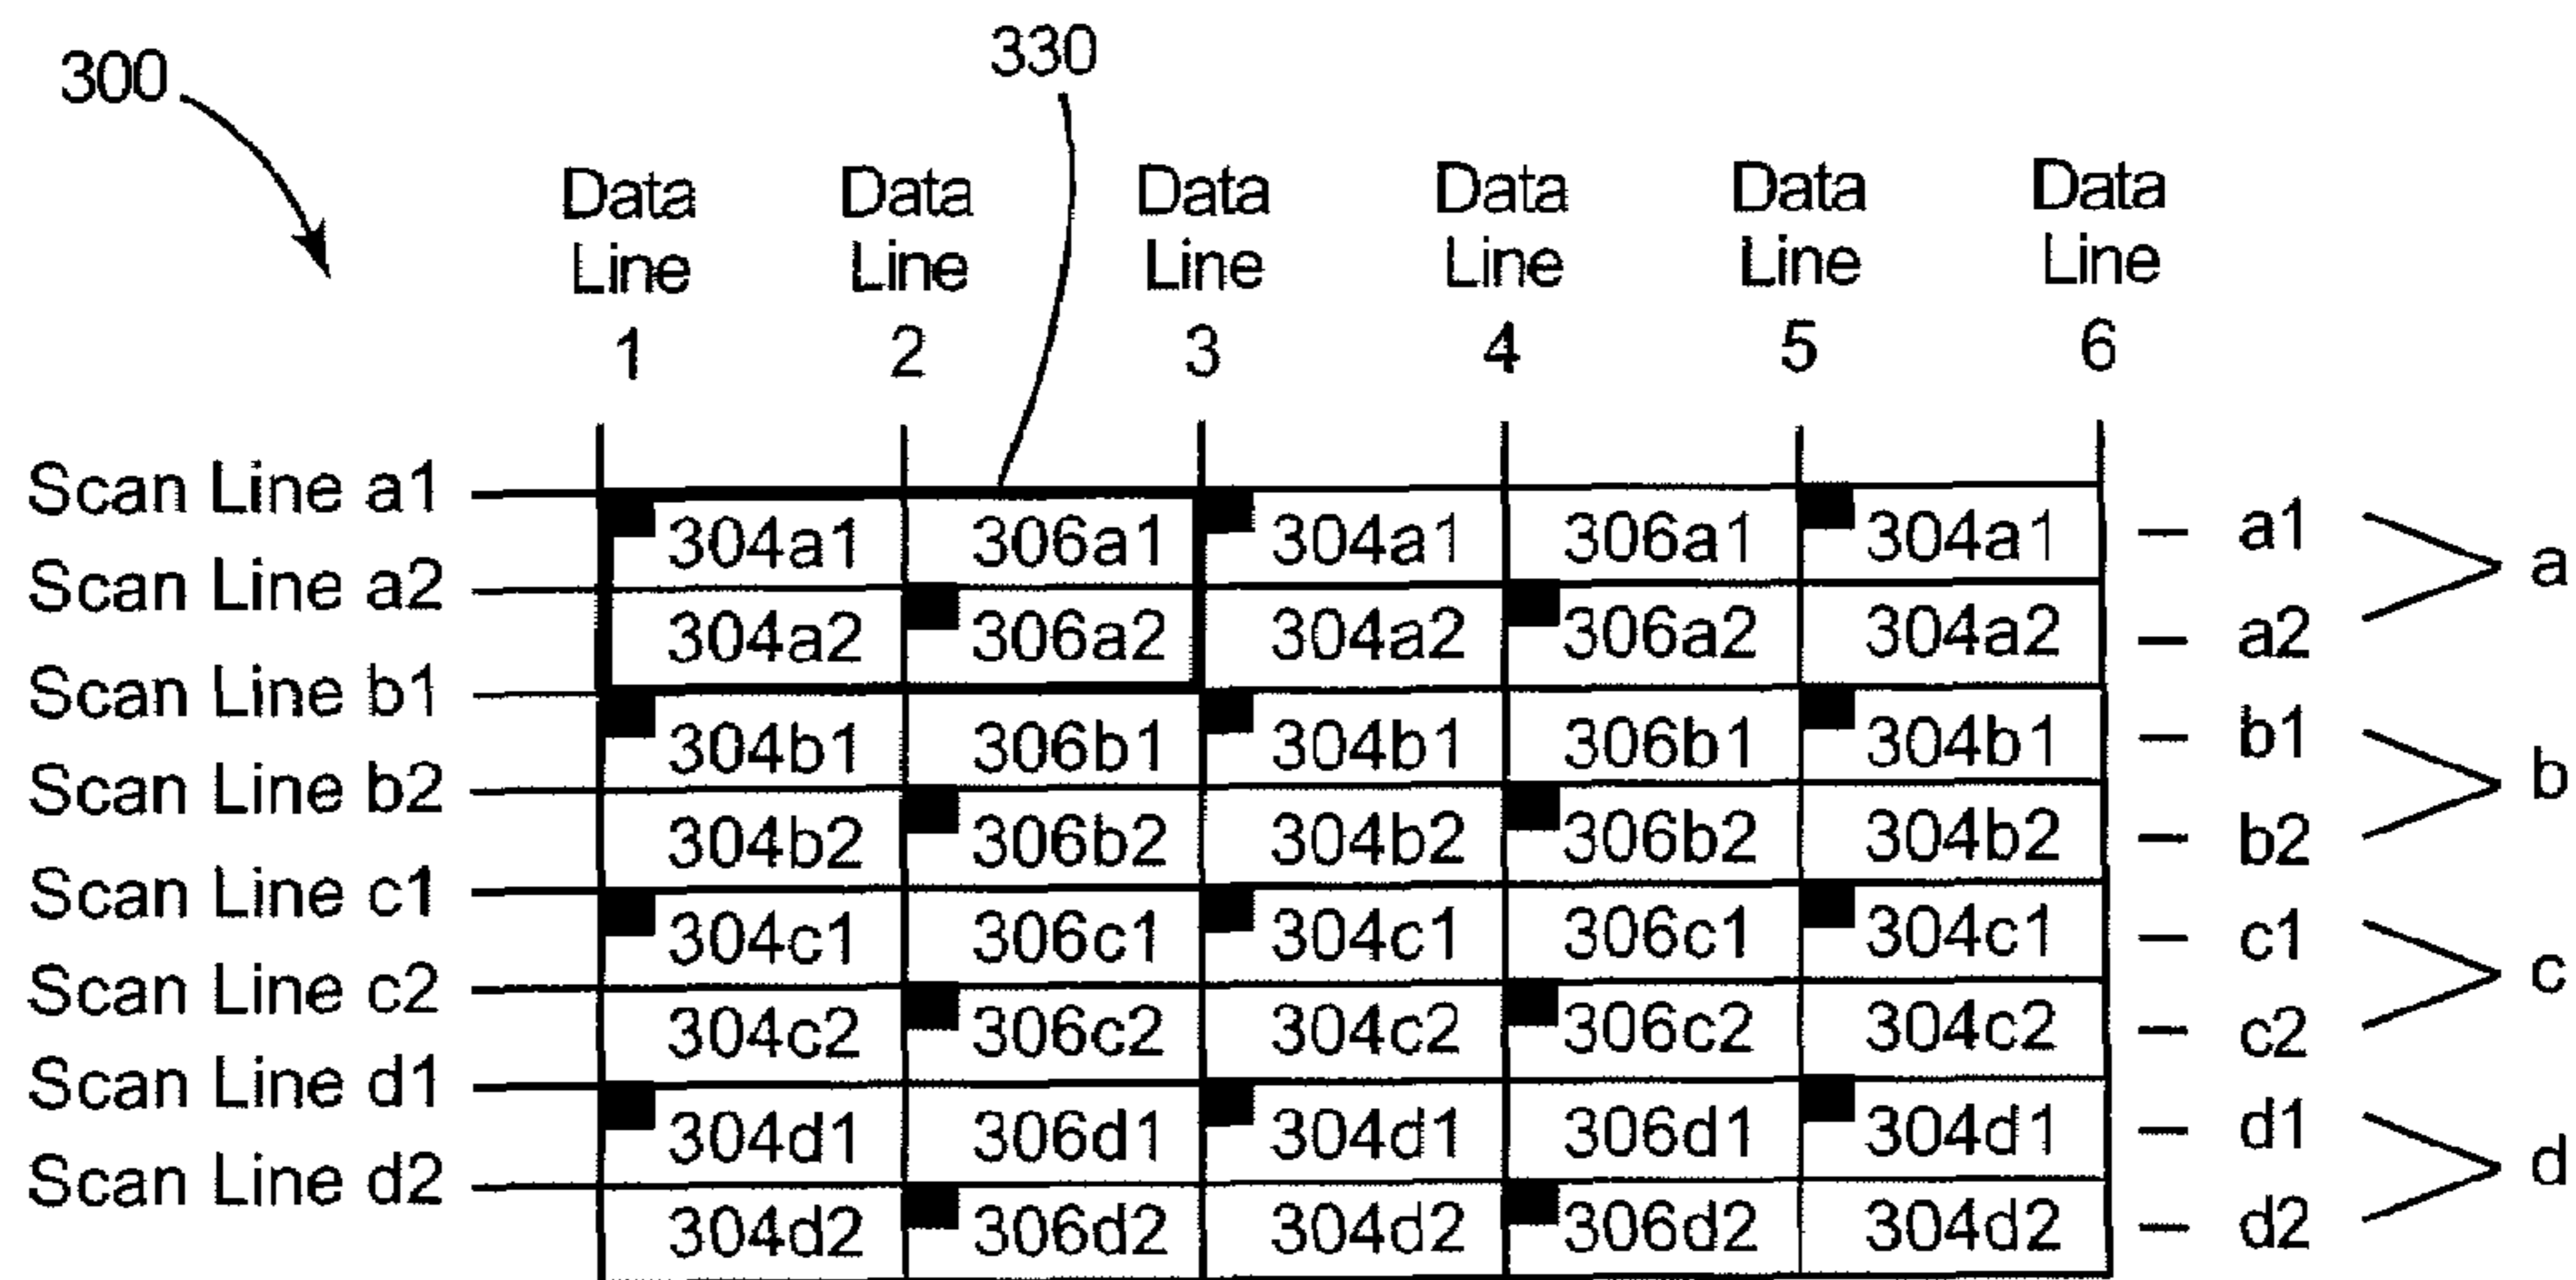 330
300
Data Line 1
Data Line 2
Data Line 3
Data Line 4
Data Line 5
Data Line 6
Scan Line a1
304a1 306a1 304a1 306a1 304a1 a1
Scan Line a2
a
304a2 306a2 304a2 306a2 304a2 a2
Scan Line b1
304b1 306b1 304b1 306b1 304b1 b1
Scan Line b2
b
304b2 306b2 304b2 306b2 304b2 b2
Scan Line c1
304c1 306c1 304c1 306c1 304c1 c1
Scan Line c2
c
304c2 306c2 304c2 306c2 304c2 c2
Scan Line d1
304d1 306d1 304d1 306d1 304d1 d1
Scan Line d2
d
304d2 306d2 304d2 306d2 304d2 d2